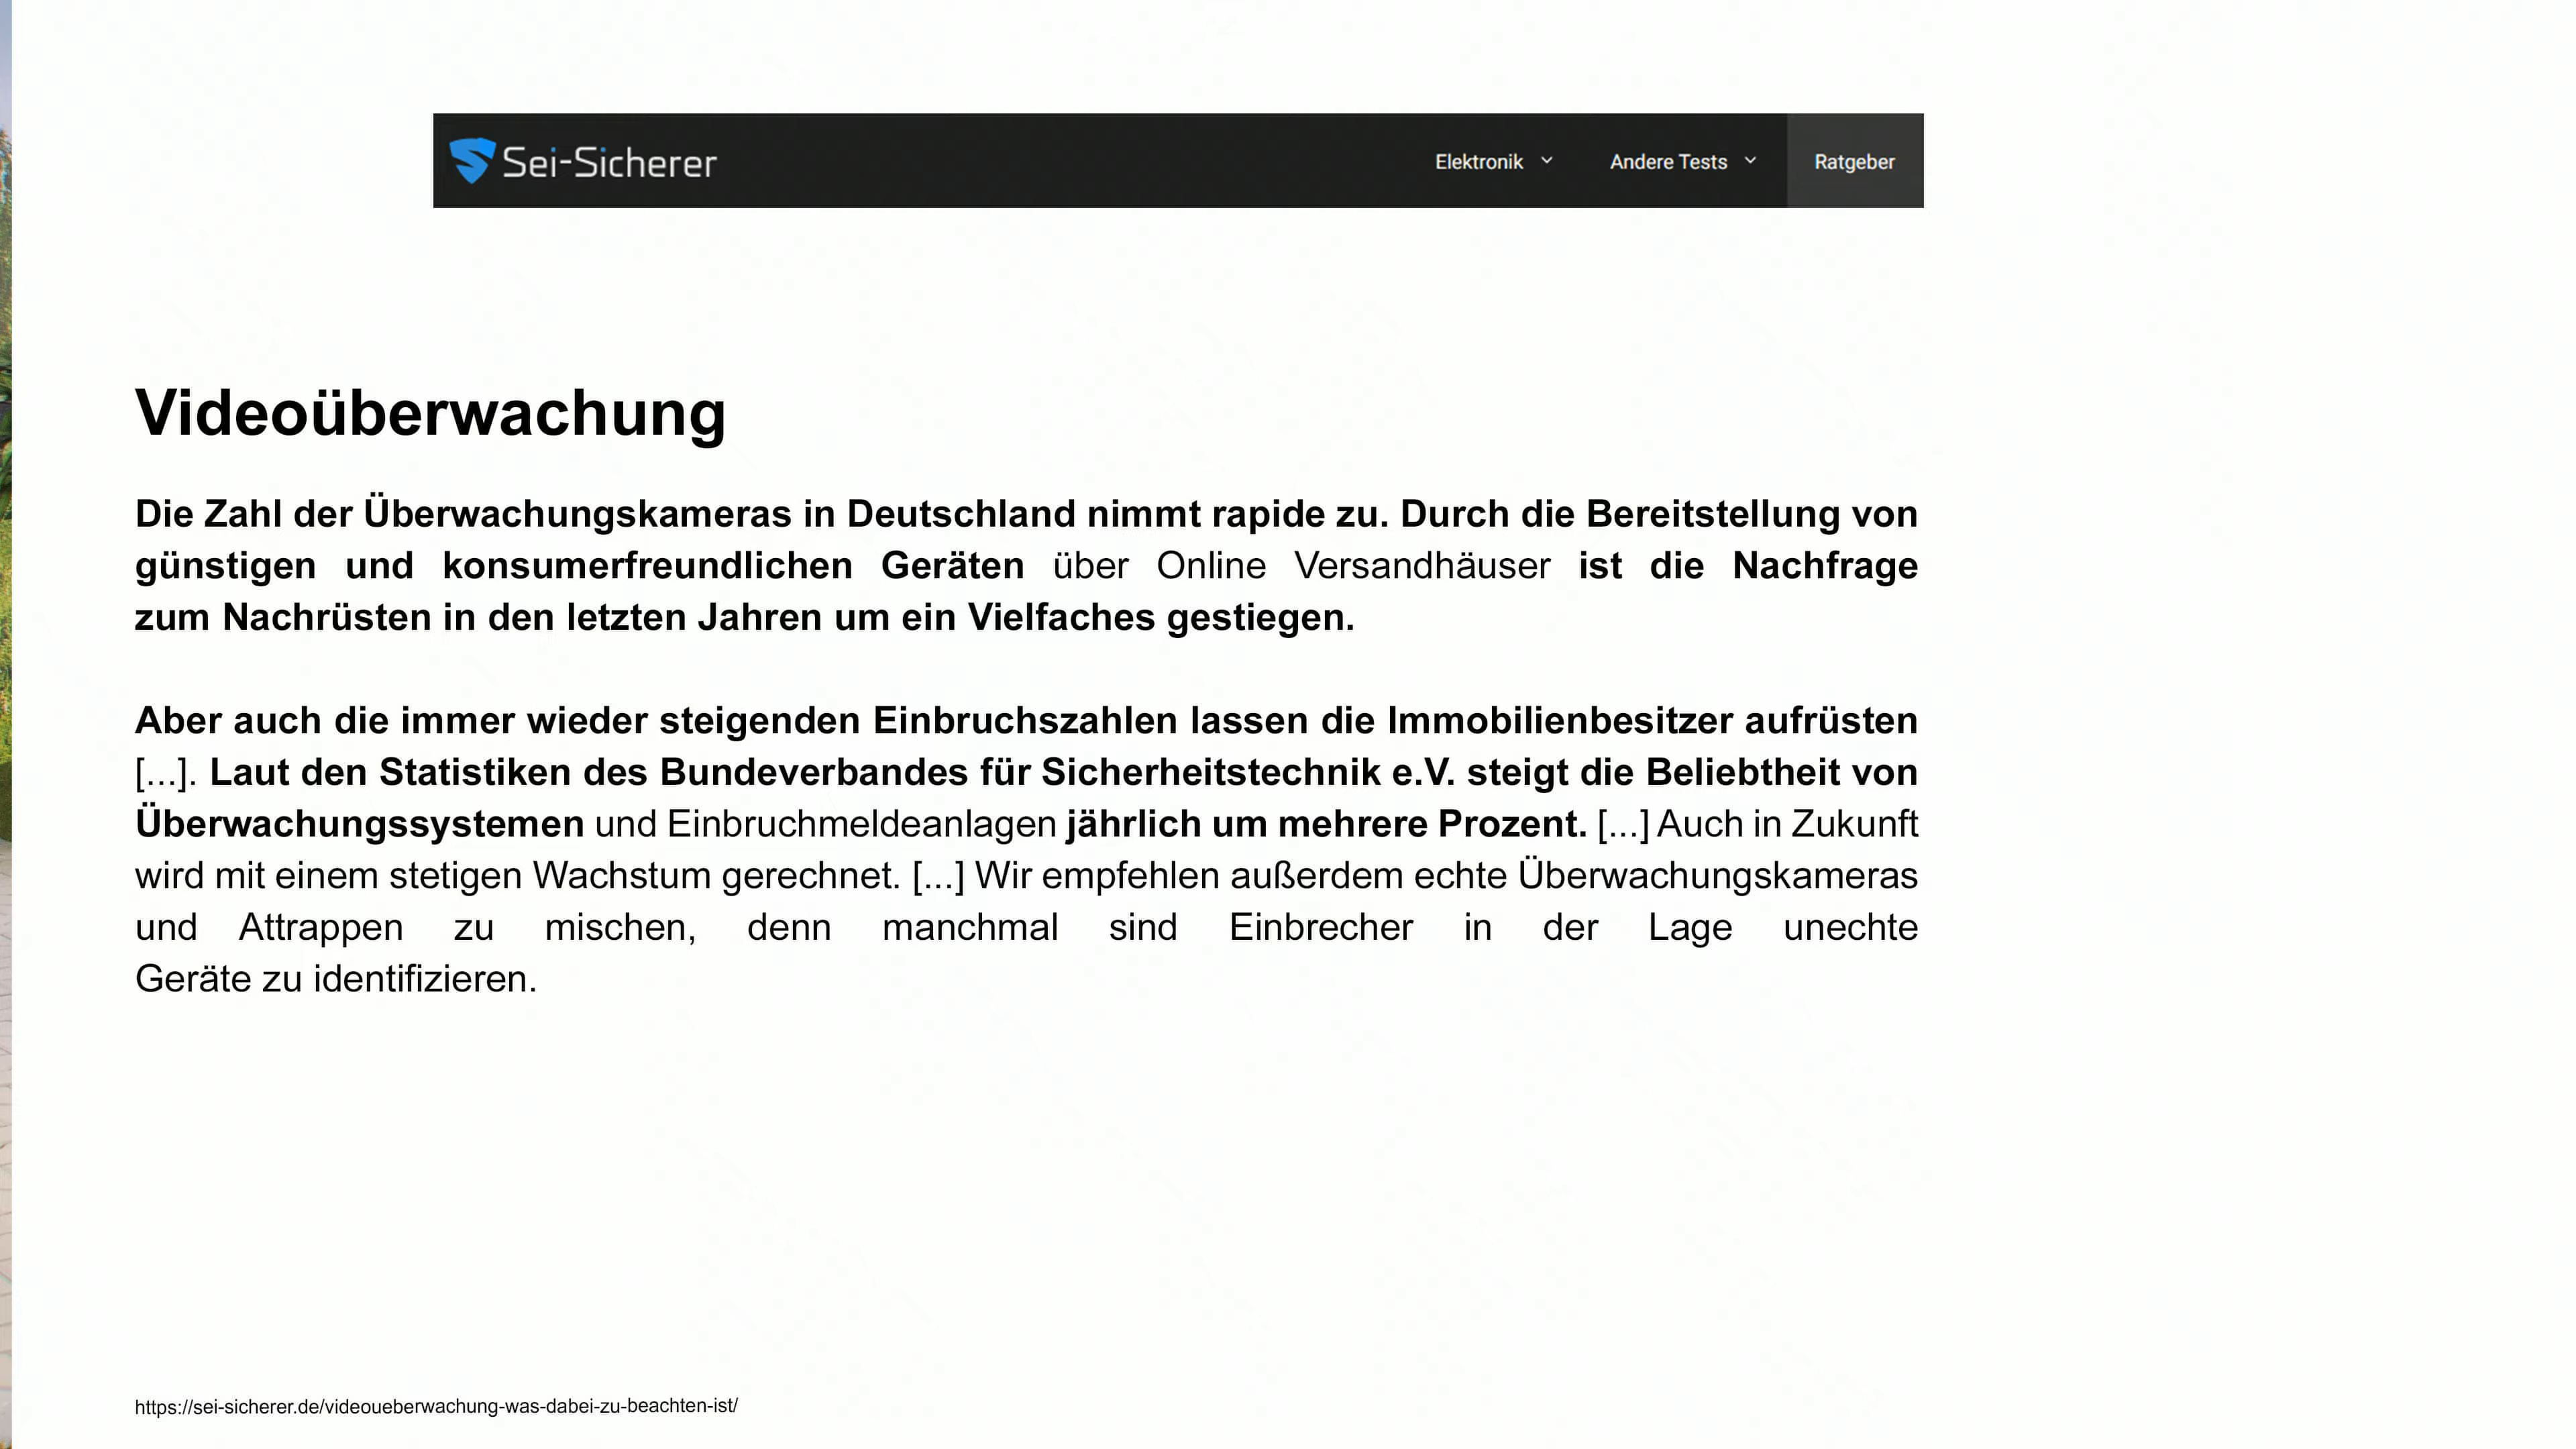 Sei-Sicherer
Elektronik
Andere Tests
Ratgeber
Videoüberwachung
Die Zahl der Überwachungskameras in Deutschland nimmt rapide zu. Durch die Bereitstellung von
günstigen und konsumerfreundlichen Geräten über Online Versandhäuser ist die Nachfrage
zum Nachrüsten in den letzten Jahren um ein Vielfaches gestiegen.
Aber auch die immer wieder steigenden Einbruchszahlen lassen die Immobilienbesitzer aufrüsten
[...]. Laut den Statistiken des Bundeverbandes für Sicherheitstechnik e.V. steigt die Beliebtheit von
Überwachungssystemen und Einbruchmeldeanlagen jährlich um mehrere Prozent. [...] Auch in Zukunft
wird mit einem stetigen Wachstum gerechnet. [...] Wir empfehlen außerdem echte Überwachungskameras
und Attrappen zu mischen, denn manchmal sind Einbrecher in der Lage unechte
Geräte zu identifizieren.
https://sei-sicherer.de/videoueberwachung-was-dabei-zu-beachten-ist/